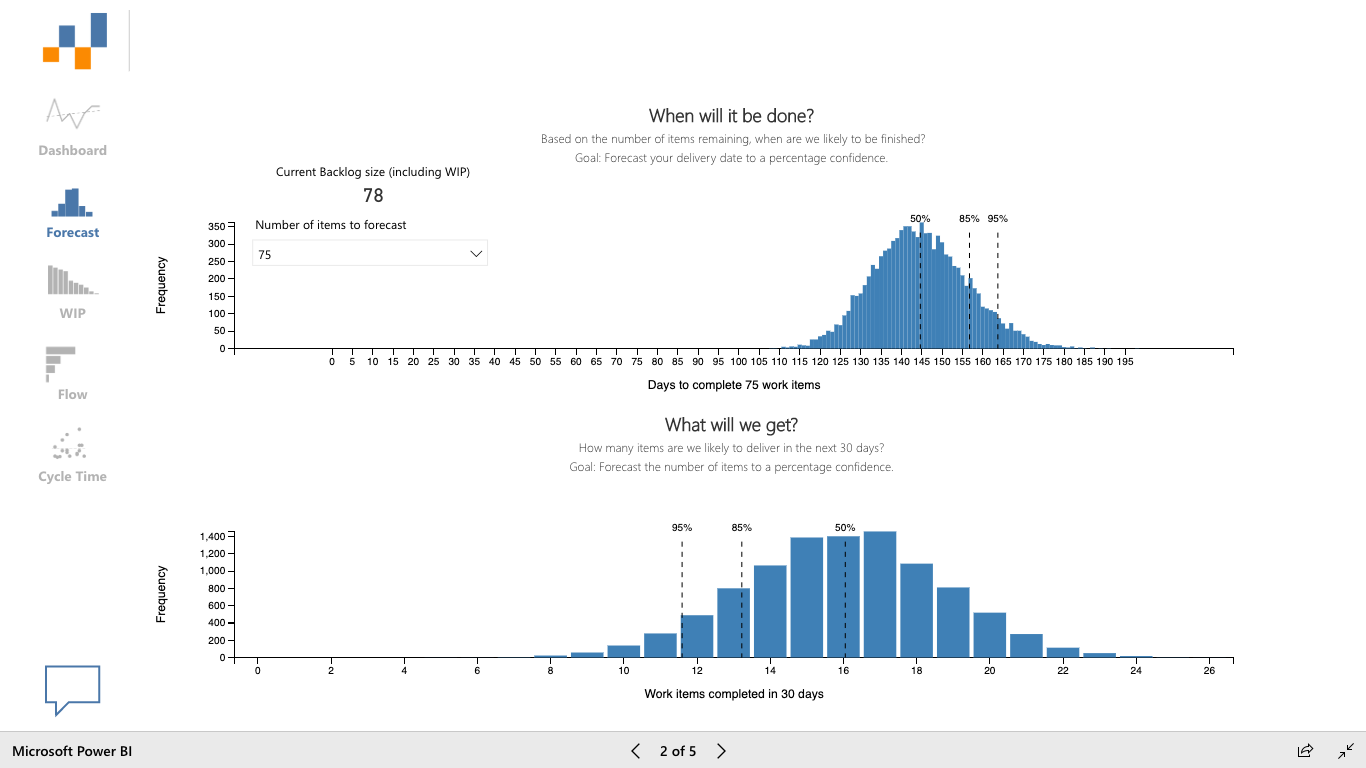 Dashboard
Forecast
WIP
Flow
Cycle Time
When will it be done?
Based on the number of items remaining, when are we likely to be finished?
Goal: Forecast your delivery date to a percentage confidence.
Current Backlog size (including WIP)
78
Number of items to forecast
75
Frequency
350
300
250
200
150
100
50
0
50% 85% 95%
0 5 10 15 20 25 30 35 40 45 50 55 60 65 70 75 80 85 90 95 100 105 110 115 120 125 130 135 140 145 150 155 160 165 170 175 180 185 190 195
Days to complete 75 work items
What will we get?
How many items are we likely to deliver in the next 30 days?
Goal: Forecast the number of items to a percentage confidence.
Frequency
1,400
1,200
1,000
800
600
400
200
0
95% 85% 50%
0 2 4 6 8 10 12 14 16 18 20 22 24 26
Work items completed in 30 days
Microsoft Power BI
2 of 5